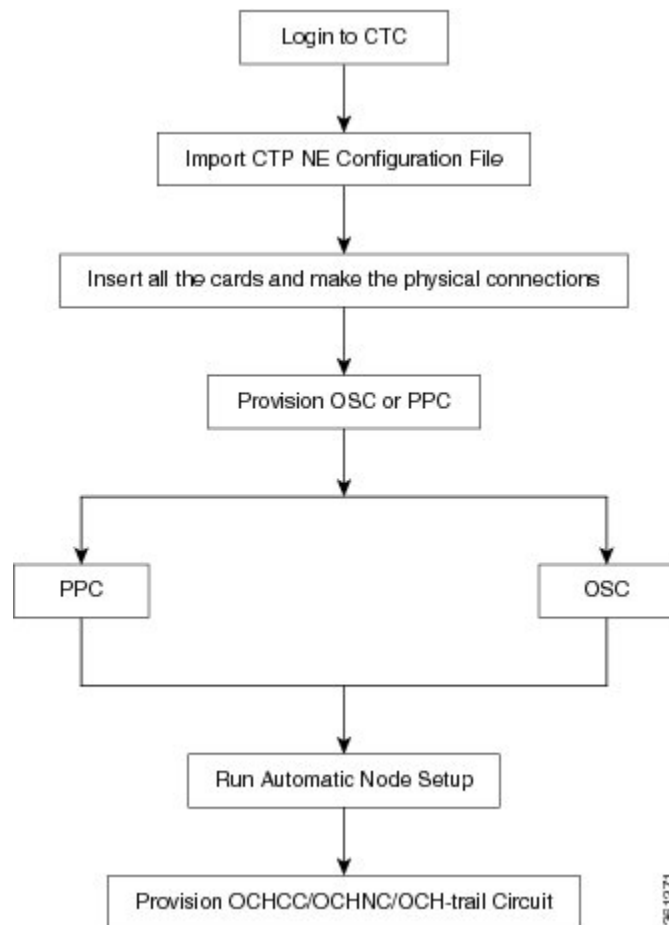 Login to CTC
Import CTP NE Configuration File
Insert all the cards and make the physical connections
Provision OSC or PPC
PPC
OSC
Run Automatic Node Setup
Provision OCHCC/OCHNC/OCH-trail Circuit